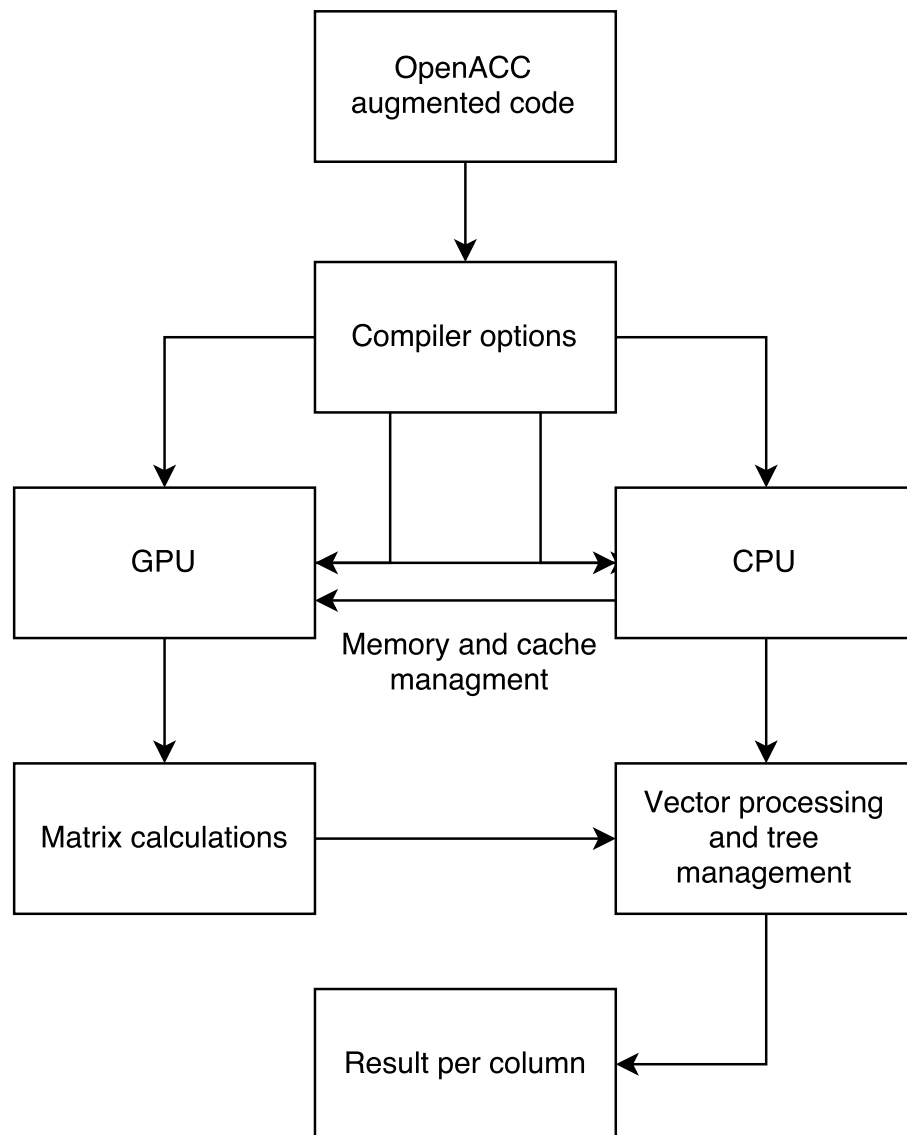 OpenACC
augmented code
Compiler options
GPU
CPU
Memory and cache
managment
Matrix calculations
Vector processing
and tree
management
Result per column